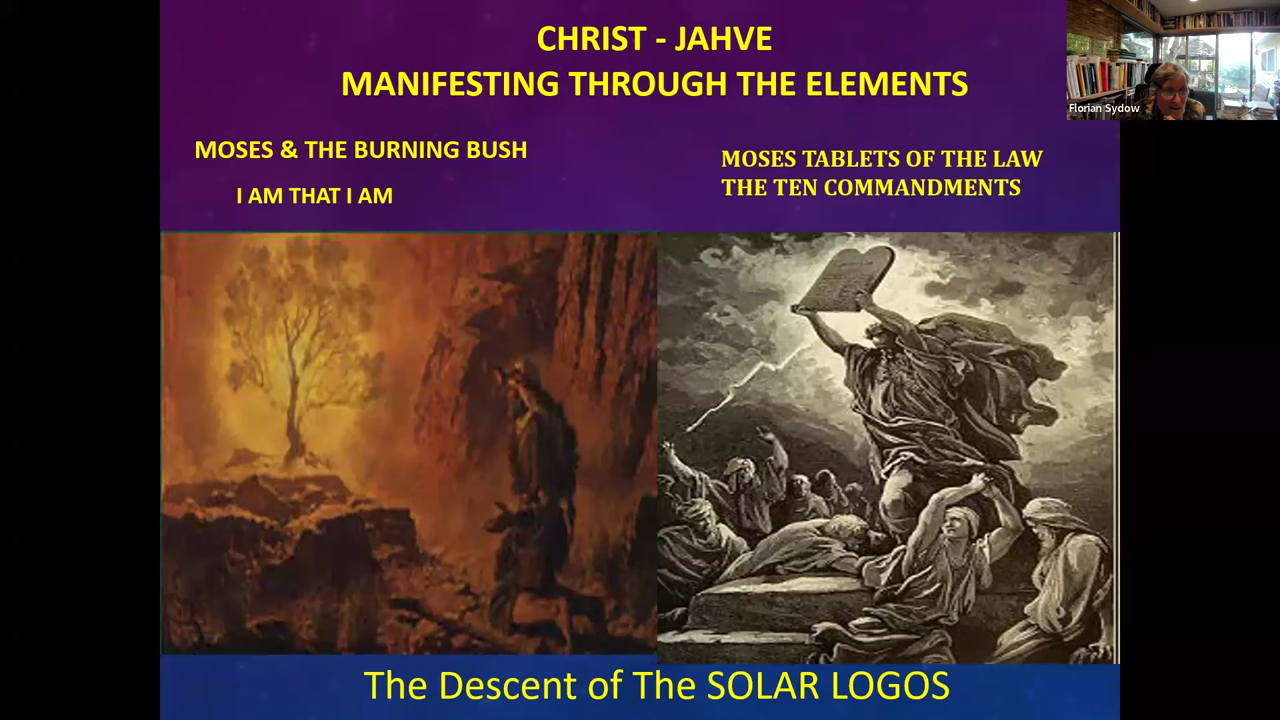 CHRIST - JAHVE
MANIFESTING THROUGH THE ELEMENTS
Florian Sydow
MOSES & THE BURNING BUSH
I AM THAT I AM
MOSES TABLETS OF THE LAW
THE TEN COMMANDMENTS
The Descent of The SOLAR LOGOS